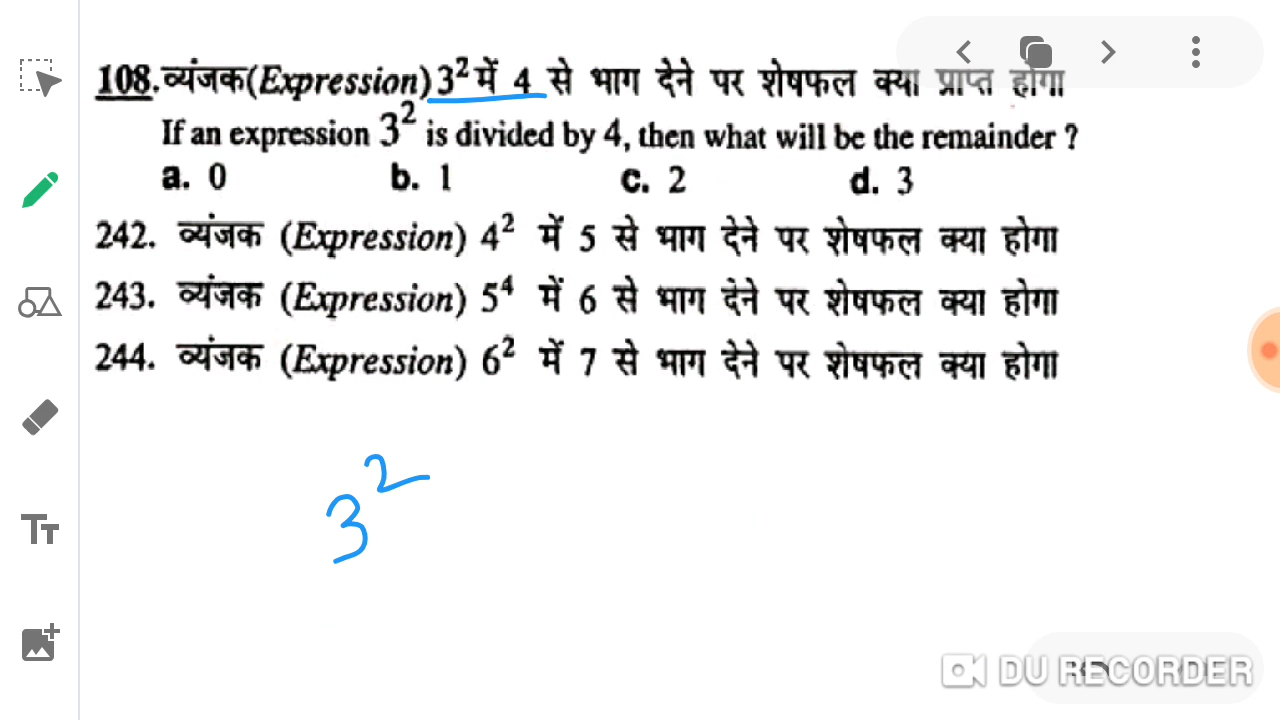 108. व्यंजक(Expression) 3² में 4 से भाग देने पर शेषफल क्या प्राप्त होगा
If an expression 3² is divided by 4, then what will be the remainder ?
a. 0 b. 1 c. 2 d. 3
242. व्यंजक (Expression) 4² में 5 से भाग देने पर शेषफल क्या होगा
243. व्यंजक (Expression) 5⁴ में 6 से भाग देने पर शेषफल क्या होगा
244. व्यंजक (Expression) 6² में 7 से भाग देने पर शेषफल क्या होगा
3²
TT
DU RECORDER